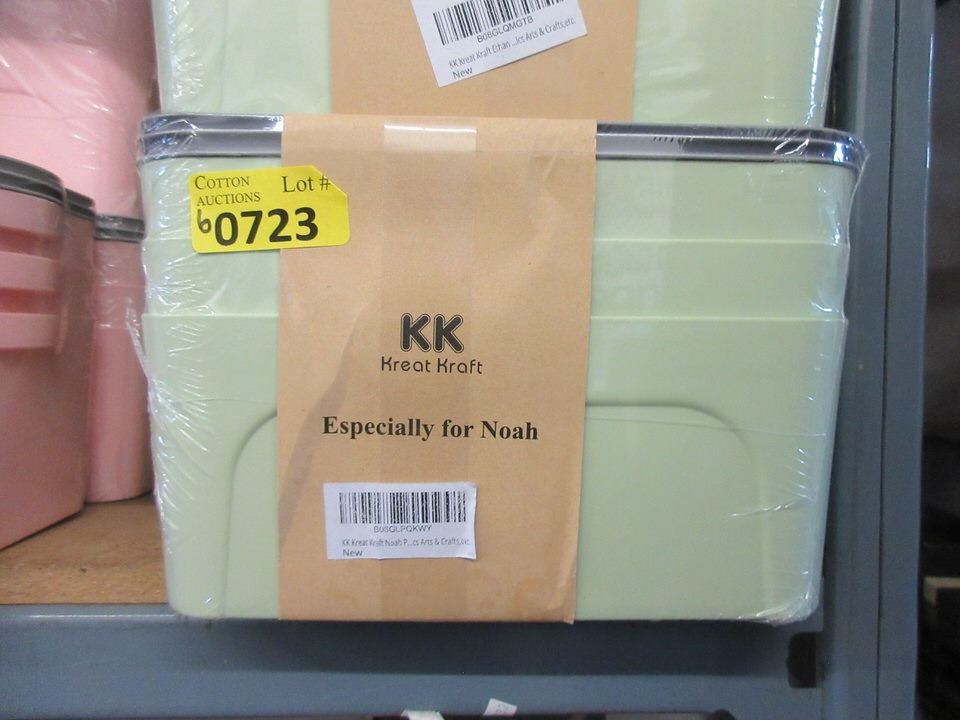 B08GLQMGTB
KK Kreat Kraft Ethan ...ics Arts & Crafts,etc.
New
COTTON AUCTIONS Lot #
60723
KK
Kreat Kraft
Especially for Noah
B08GLPQKWY
KK Kreat Kraft Noah P...cs Arts & Crafts,etc.
New